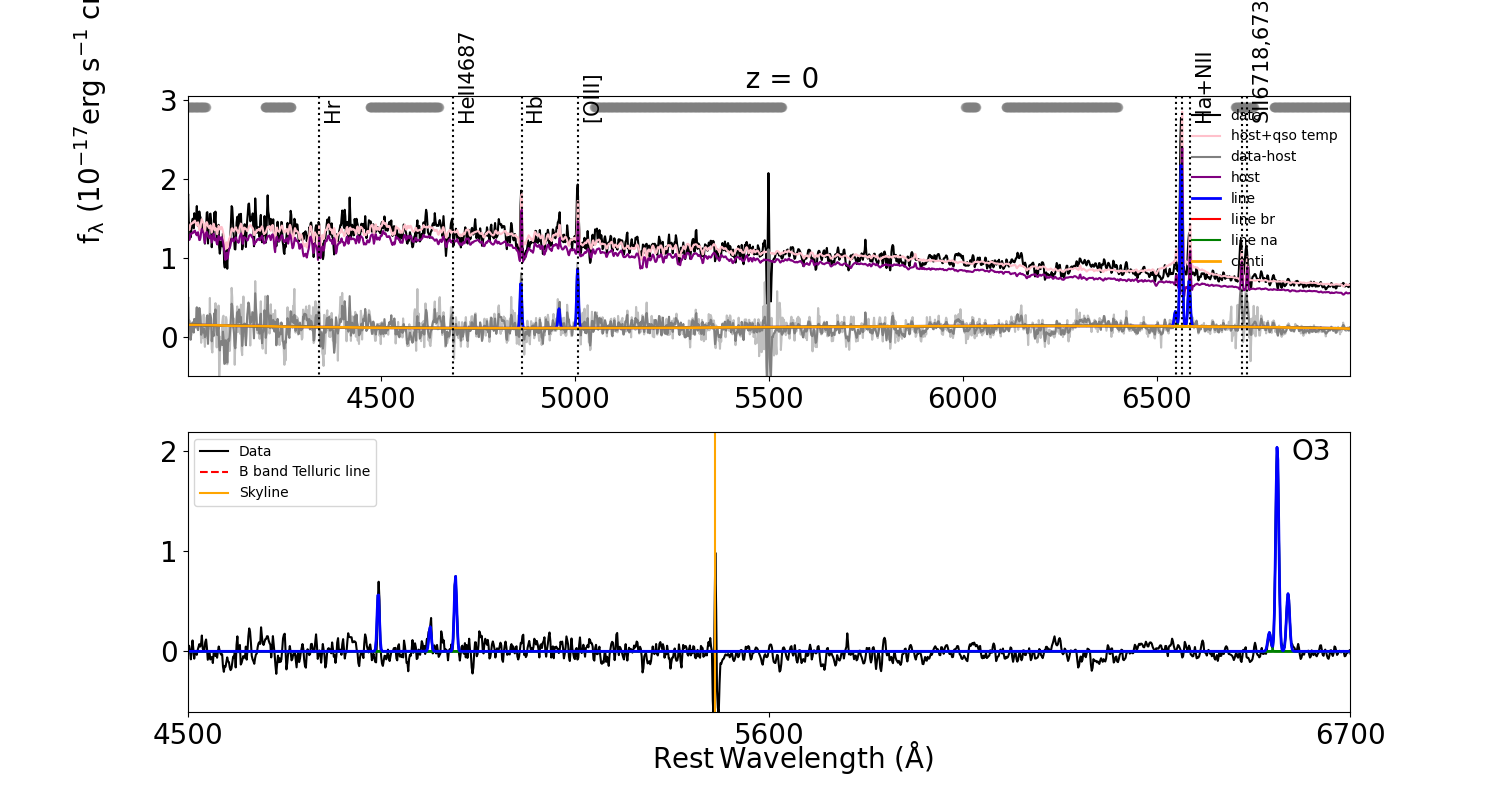 z = 0
f_λ (10^−17 erg s^−1 c
3
2
1
0
Hr
HeII4687
Hb
[OIII]
Ha+NII
SII6718,673
data
host+qso temp
data-host
host
line
line br
line na
conti
4500
5000
5500
6000
6500
2
1
0
Data
B band Telluric line
Skyline
O3
4500
5600
6700
Rest Wavelength (Å)